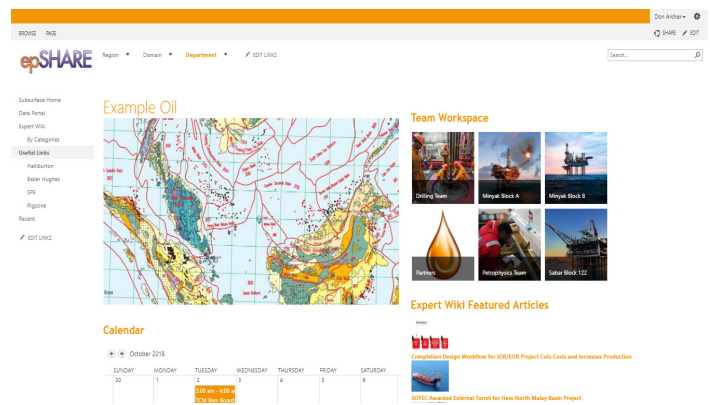 Don Archer
BROWSE PAGE
SHARE EDIT
epSHARE
Region Domain Department EDIT LINKS
Search...
Subsurface Home
Data Portal
Expert Wiki
By Categories
Useful Links
Halliburton
Baker Hughes
SPE
Rigzone
Recent
EDIT LINKS
Example Oil
Calendar
October 2018
SUNDAY MONDAY TUESDAY WEDNESDAY THURSDAY FRIDAY SATURDAY
30 1 2 3 4 5 6
3:00 am - 4:00 a
TCM Ram Board
Team Workspace
Drilling Team
Minyak Block A
Minyak Block B
Partners
Petrophysics Team
Sabar Block 122
Expert Wiki Featured Articles
Completion Design Workflow for IOR/EOR Project Cuts Costs and Increases Production
SOFEC Awarded External Turret for Hess North Malay Basin Project